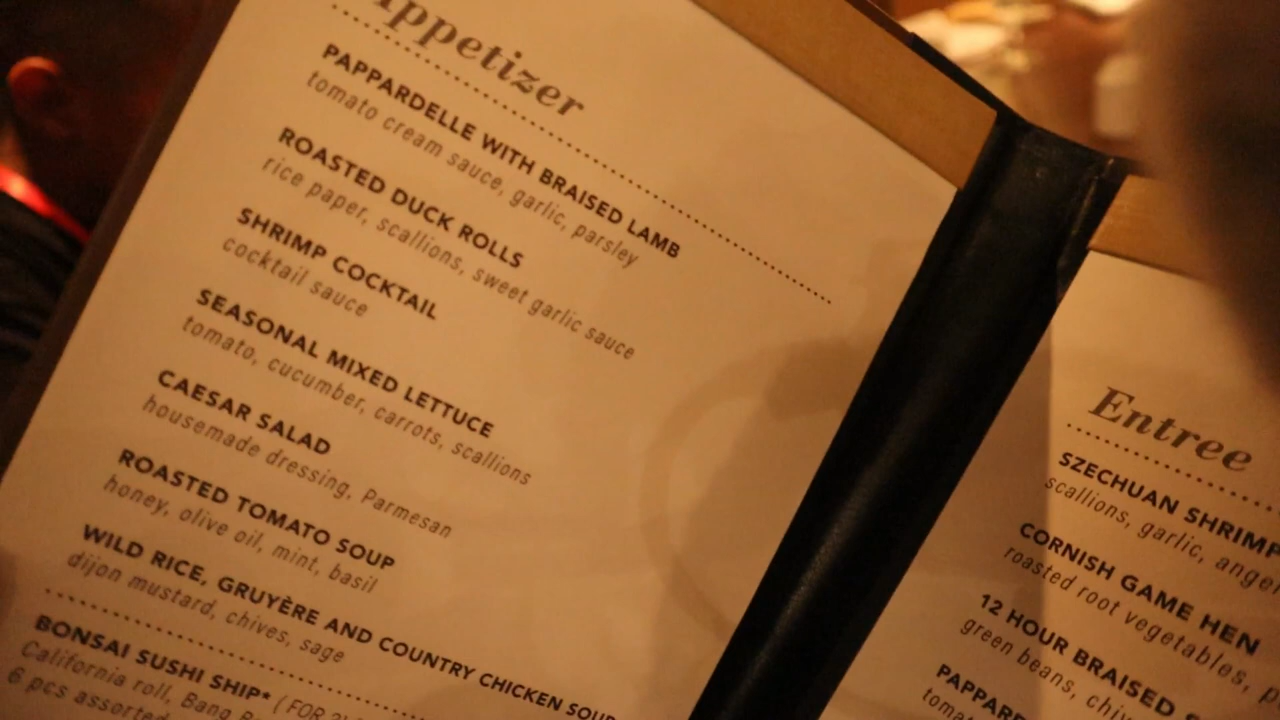 Appetizer
PAPPARDELLE WITH BRAISED LAMB
tomato cream sauce, garlic, parsley
ROASTED DUCK ROLLS
rice paper, scallions, sweet garlic sauce
SHRIMP COCKTAIL
cocktail sauce
SEASONAL MIXED LETTUCE
tomato, cucumber, carrots, scallions
CAESAR SALAD
housemade dressing, Parmesan
ROASTED TOMATO SOUP
honey, olive oil, mint, basil
WILD RICE, GRUYÈRE AND COUNTRY CHICKEN SOUP
dijon mustard, chives, sage
BONSAI SUSHI SHIP* ( FOR 2)
California roll, Bang
6 pcs assorted
Entree
SZECHUAN SHRIMP
scallions, garlic,
CORNISH GAME HEN
roasted root vegetables,
12 HOUR BRAISED
green beans,